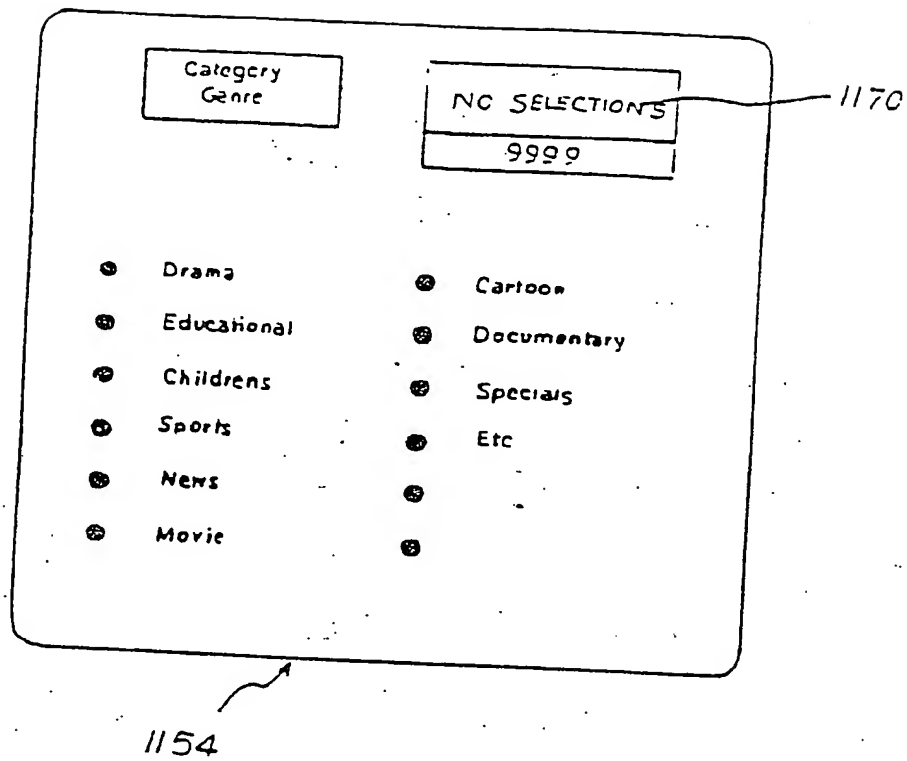 Category
Genre
NO SELECTIONS
9999
1170
Drama
Educational
Childrens
Sports
News
Movie
Cartoon
Documentary
Specials
Etc
1154